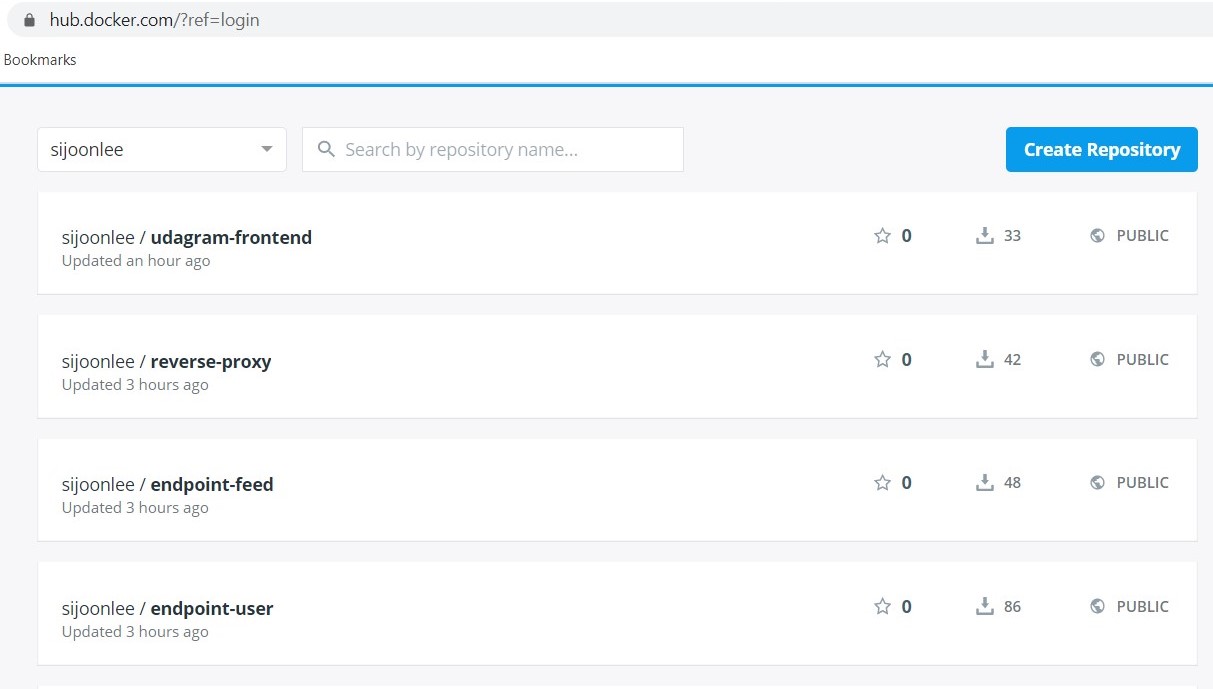 hub.docker.com/?ref=login
Bookmarks
sijoonlee
Search by repository name...
Create Repository
sijoonlee / udagram-frontend
0
33
PUBLIC
Updated an hour ago
sijoonlee / reverse-proxy
0
42
PUBLIC
Updated 3 hours ago
sijoonlee / endpoint-feed
0
48
PUBLIC
Updated 3 hours ago
sijoonlee / endpoint-user
0
86
PUBLIC
Updated 3 hours ago